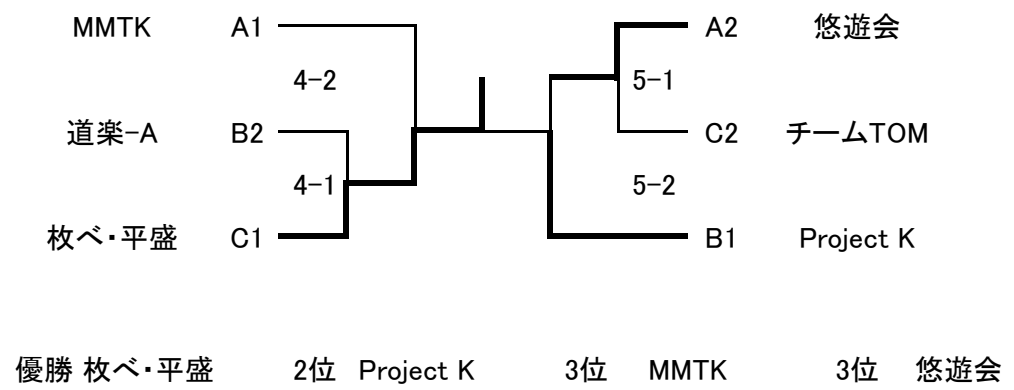 MMTK A1 A2 悠遊会
4-2 5-1
道楽-A B2 C2 チームTOM
4-1 5-2
枚べ・平盛 C1 B1 Project K
優勝 枚べ・平盛 2位 Project K 3位 MMTK 3位 悠遊会